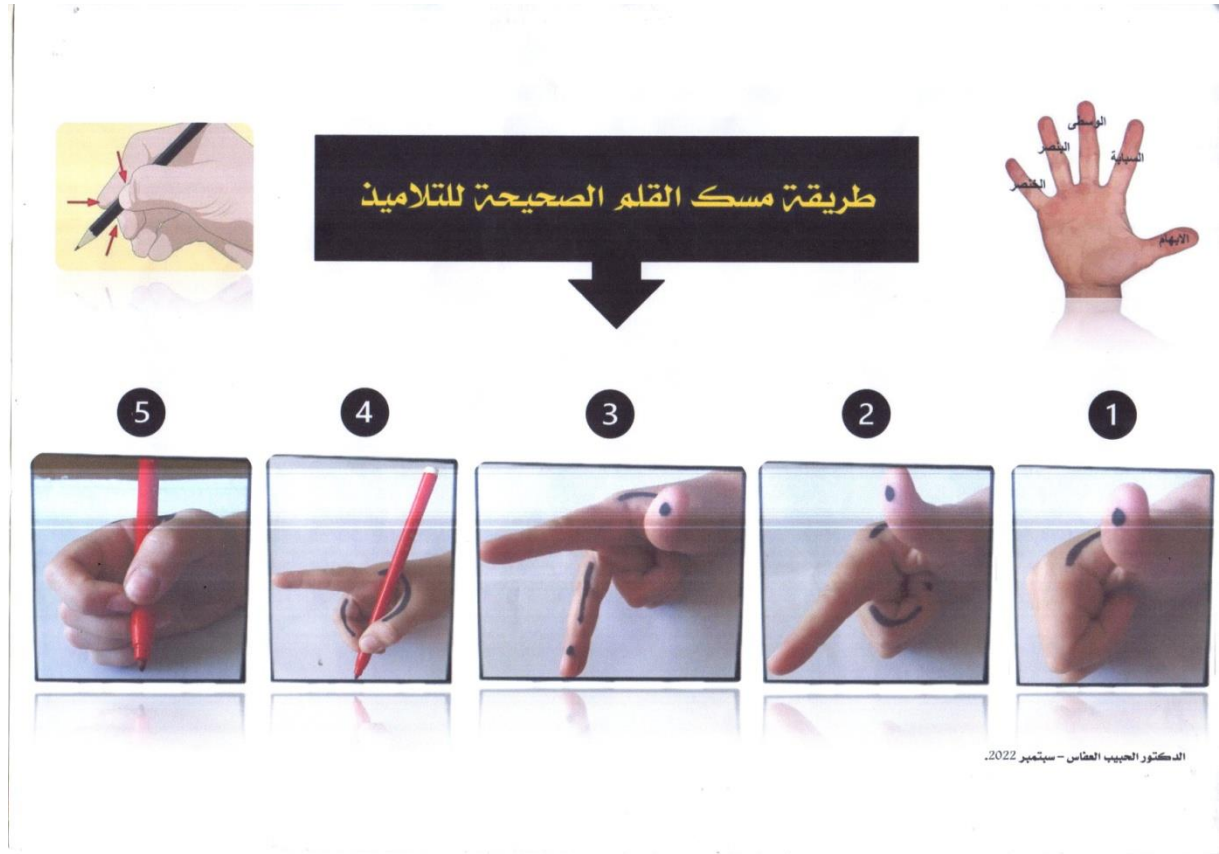 طريقة مسك القلم الصحيحة للتلاميذ
الوسطى
البنصر
السبابة
الخنصر
الابهام
1
2
3
4
5
الدكتور الحبيب العفاس – سبتمبر 2022.